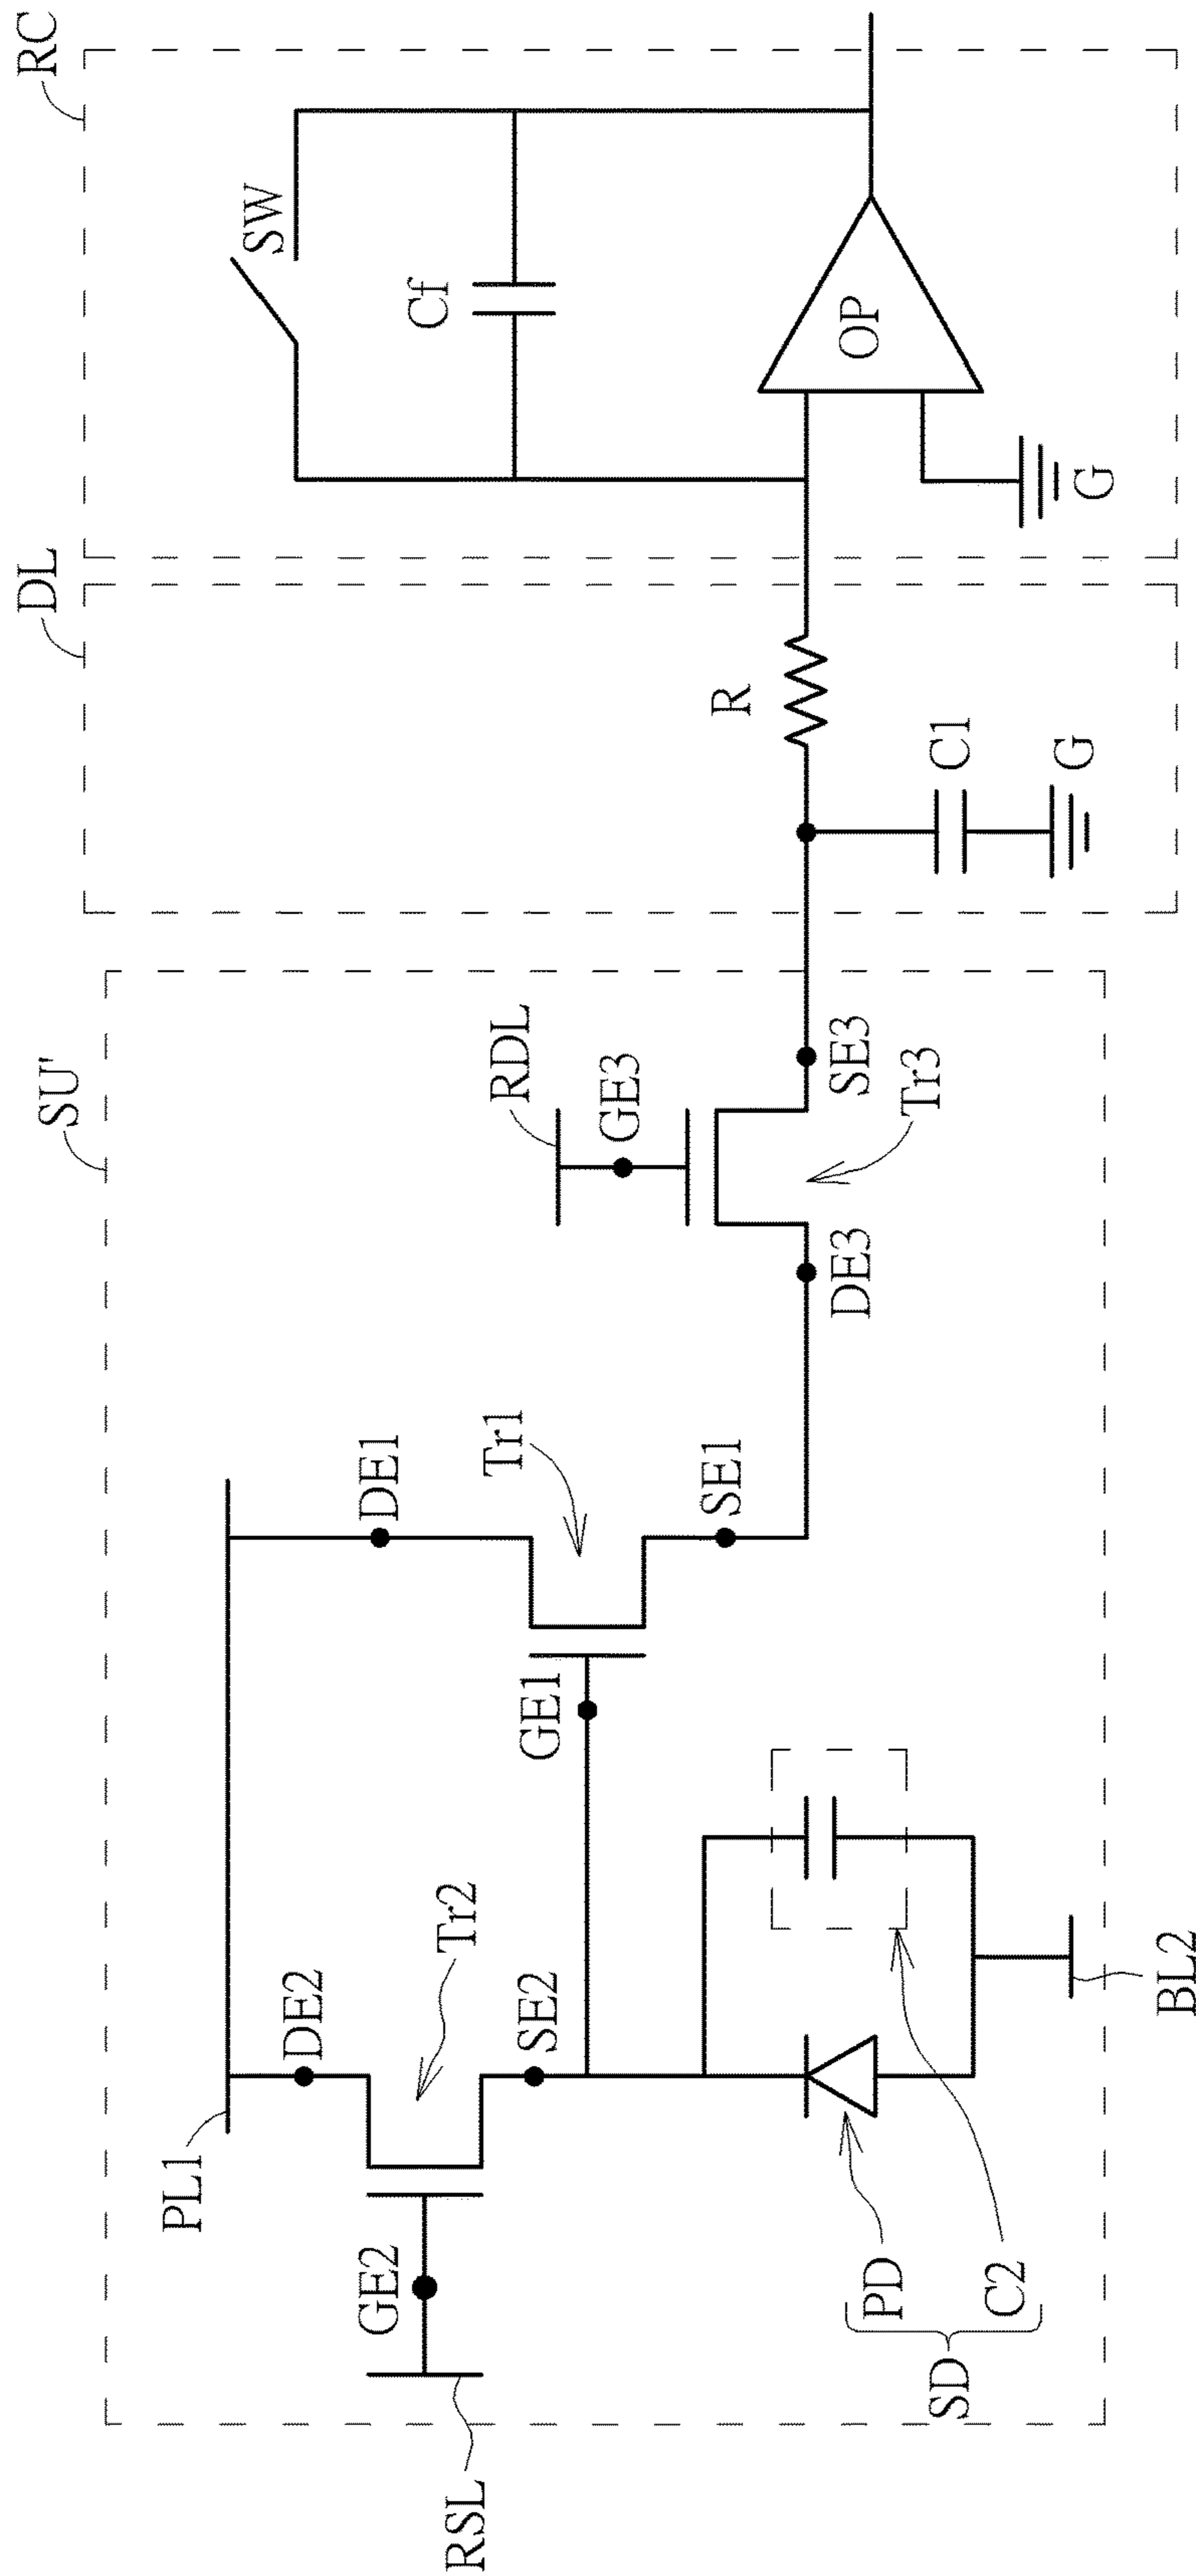 RSL
GE2
PL1
DE2
Tr2
SE2
SD
PD
C2
BL2
GE1
DE1
Tr1
SE1
SU'
RDL
GE3
DE3
SE3
Tr3
DL
R
C1
G
RC
SW
Cf
OP
G